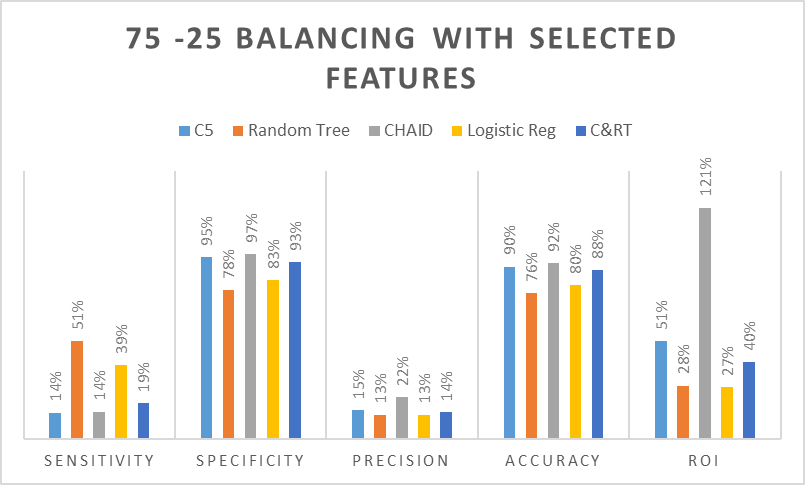 75 -25 BALANCING WITH SELECTED
FEATURES
C5 Random Tree CHAID Logistic Reg C&RT
14% 51% 14% 39% 19%
95% 78% 97% 83% 93%
15% 13% 22% 13% 14%
90% 76% 92% 80% 88%
51% 28% 121% 27% 40%
SENSITIVITY SPECIFICITY PRECISION ACCURACY ROI